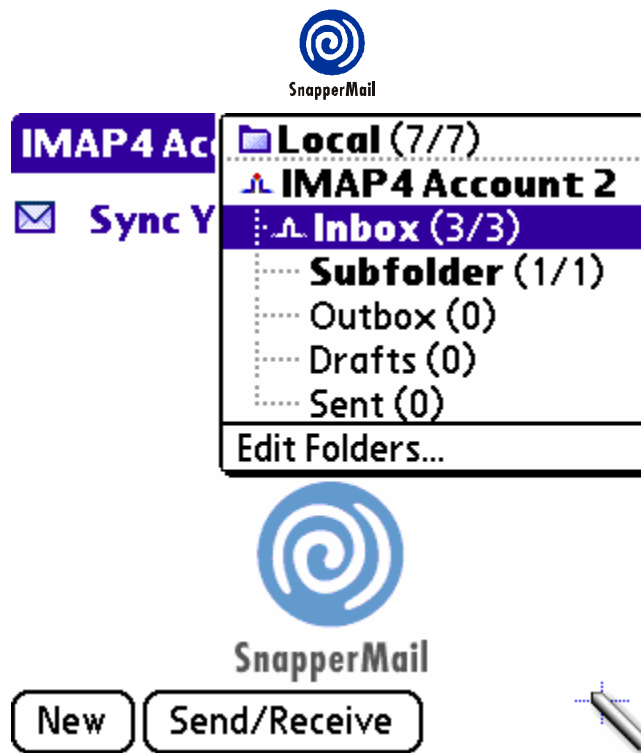 SnapperMail
IMAP4 Acc
Local (7/7)
IMAP4 Account 2
Sync Y
Inbox (3/3)
Subfolder (1/1)
Outbox (0)
Drafts (0)
Sent (0)
Edit Folders...
SnapperMail
New
Send/Receive